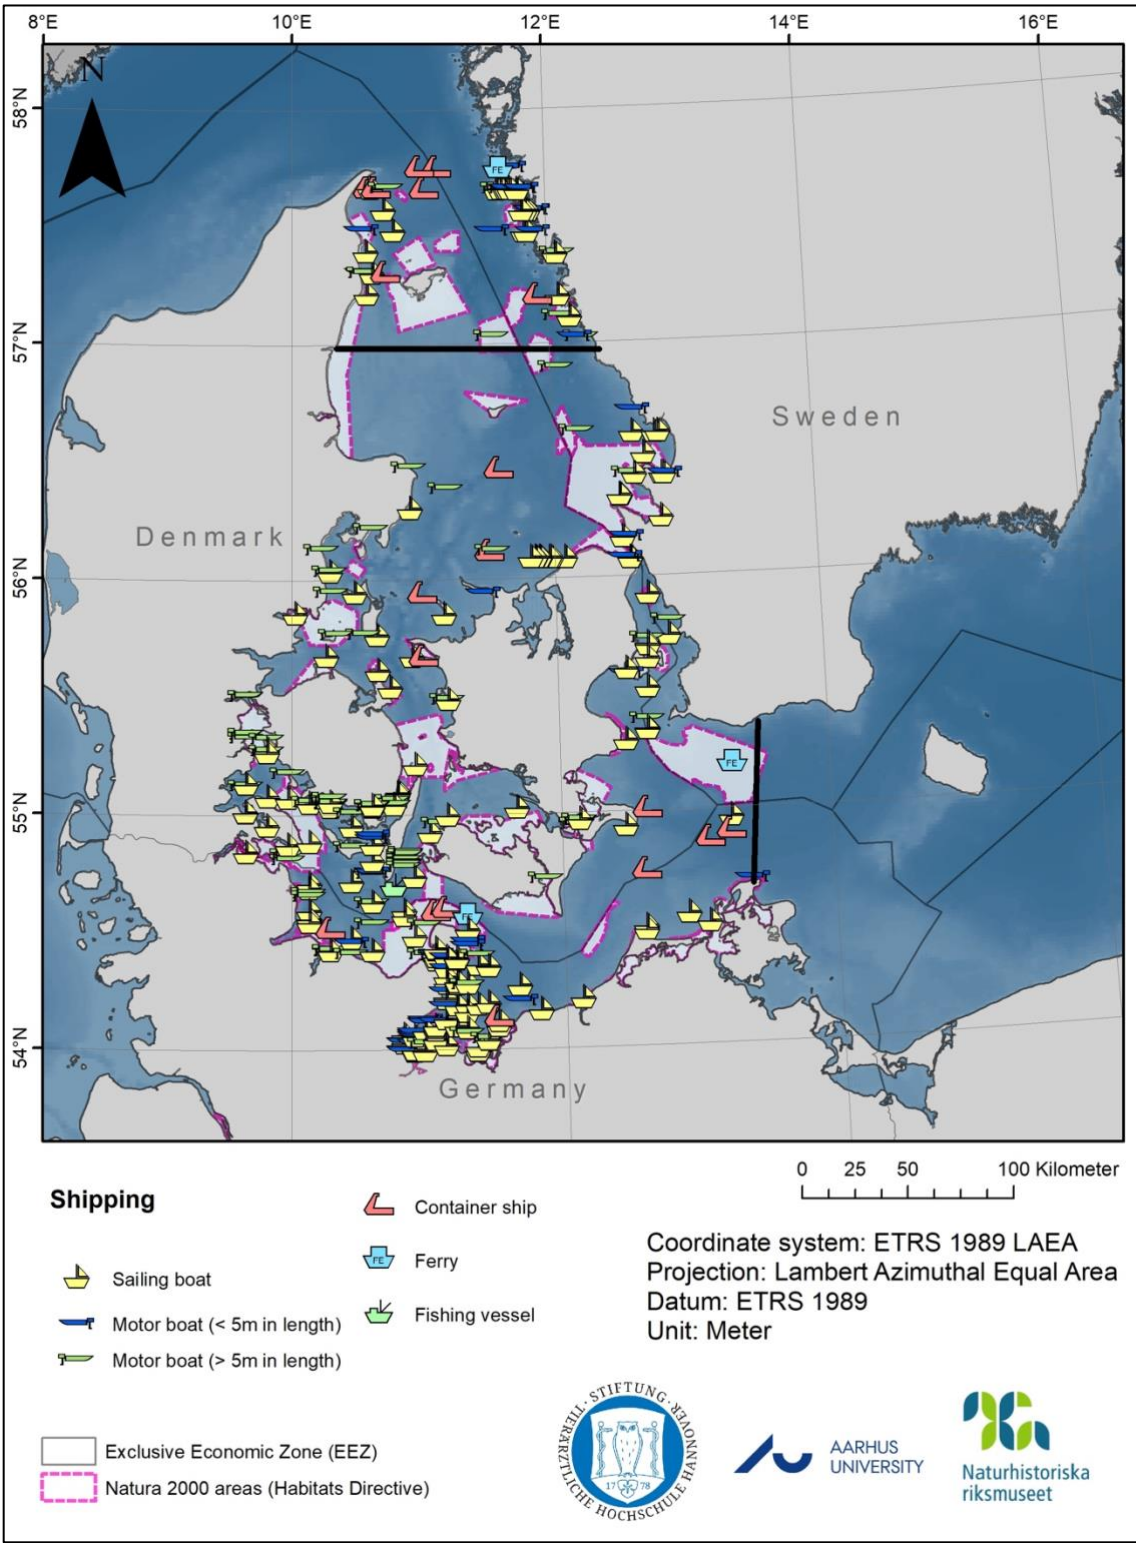 8°E
10°E
12°E
14°E
16°E
58°N
57°N
56°N
55°N
54°N
N
FE
Sweden
Denmark
FE
FE
Germany
Shipping
Sailing boat
Motor boat (< 5m in length)
Motor boat (> 5m in length)
Container ship
FE
Ferry
Fishing vessel
Exclusive Economic Zone (EEZ)
Natura 2000 areas (Habitats Directive)
0 25 50 100 Kilometer
Coordinate system: ETRS 1989 LAEA
Projection: Lambert Azimuthal Equal Area
Datum: ETRS 1989
Unit: Meter
STIFTUNG · TIERÄRZTLICHE HOCHSCHULE HANNOVER
1778
AARHUS
UNIVERSITY
Naturhistoriska
riksmuseet